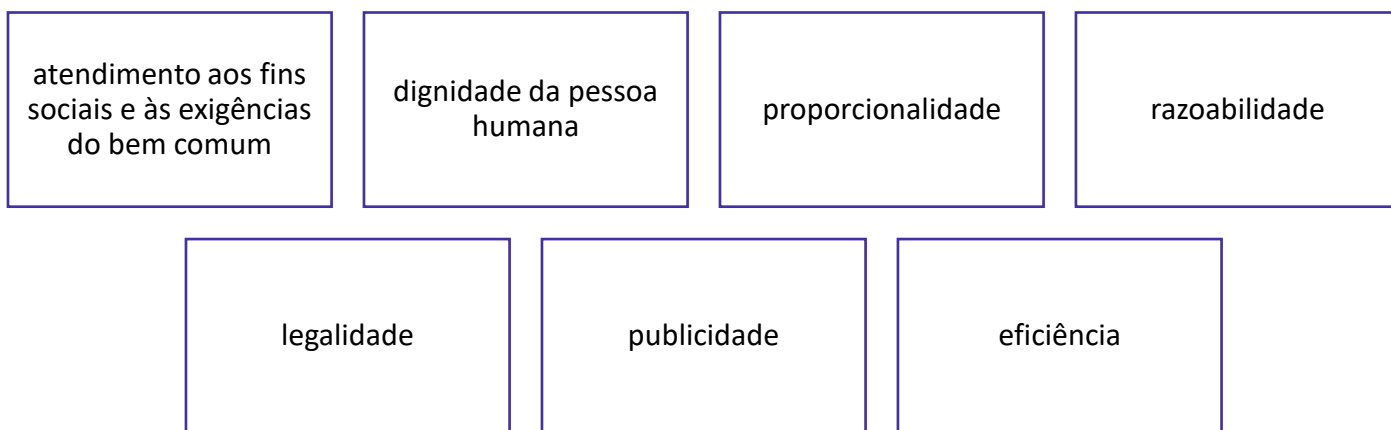 atendimento aos fins
sociais e às exigências
do bem comum
dignidade da pessoa
humana
proporcionalidade
razoabilidade
legalidade
publicidade
eficiência